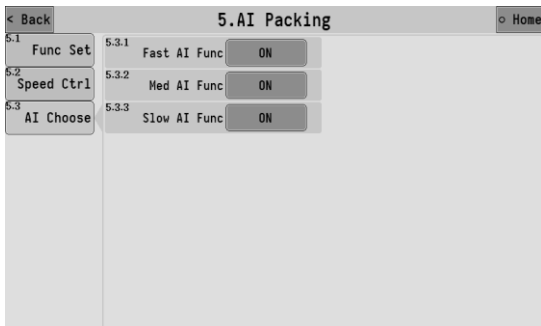 < Back
5.AI Packing
○ Home
5.1 Func Set
5.2 Speed Ctrl
5.3 AI Choose
5.3.1 Fast AI Func ON
5.3.2 Med AI Func ON
5.3.3 Slow AI Func ON